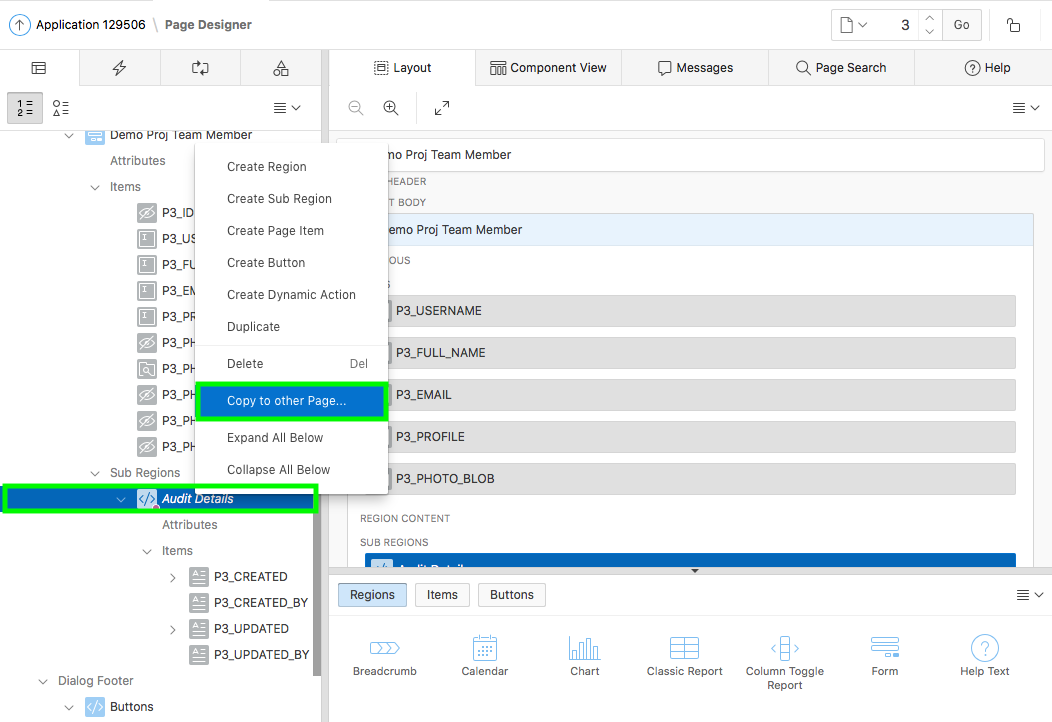 Application 129506 \ Page Designer
3
Go
Layout
Component View
Messages
Page Search
Help
Demo Proj Team Member
Attributes
Items
P3_ID
P3_US
P3_FU
P3_EM
P3_PR
P3_PH
P3_PH
P3_PH
P3_PH
P3_PH
Sub Regions
Audit Details
Attributes
Items
P3_CREATED
P3_CREATED_BY
P3_UPDATED
P3_UPDATED_BY
Dialog Footer
Buttons
Create Region
Create Sub Region
Create Page Item
Create Button
Create Dynamic Action
Duplicate
Delete Del
Copy to other Page...
Expand All Below
Collapse All Below
mo Proj Team Member
HEADER
T BODY
emo Proj Team Member
OUS
S
P3_USERNAME
P3_FULL_NAME
P3_EMAIL
P3_PROFILE
P3_PHOTO_BLOB
REGION CONTENT
SUB REGIONS
Audit Details
Regions
Items
Buttons
Breadcrumb
Calendar
Chart
Classic Report
Column Toggle
Report
Form
Help Text